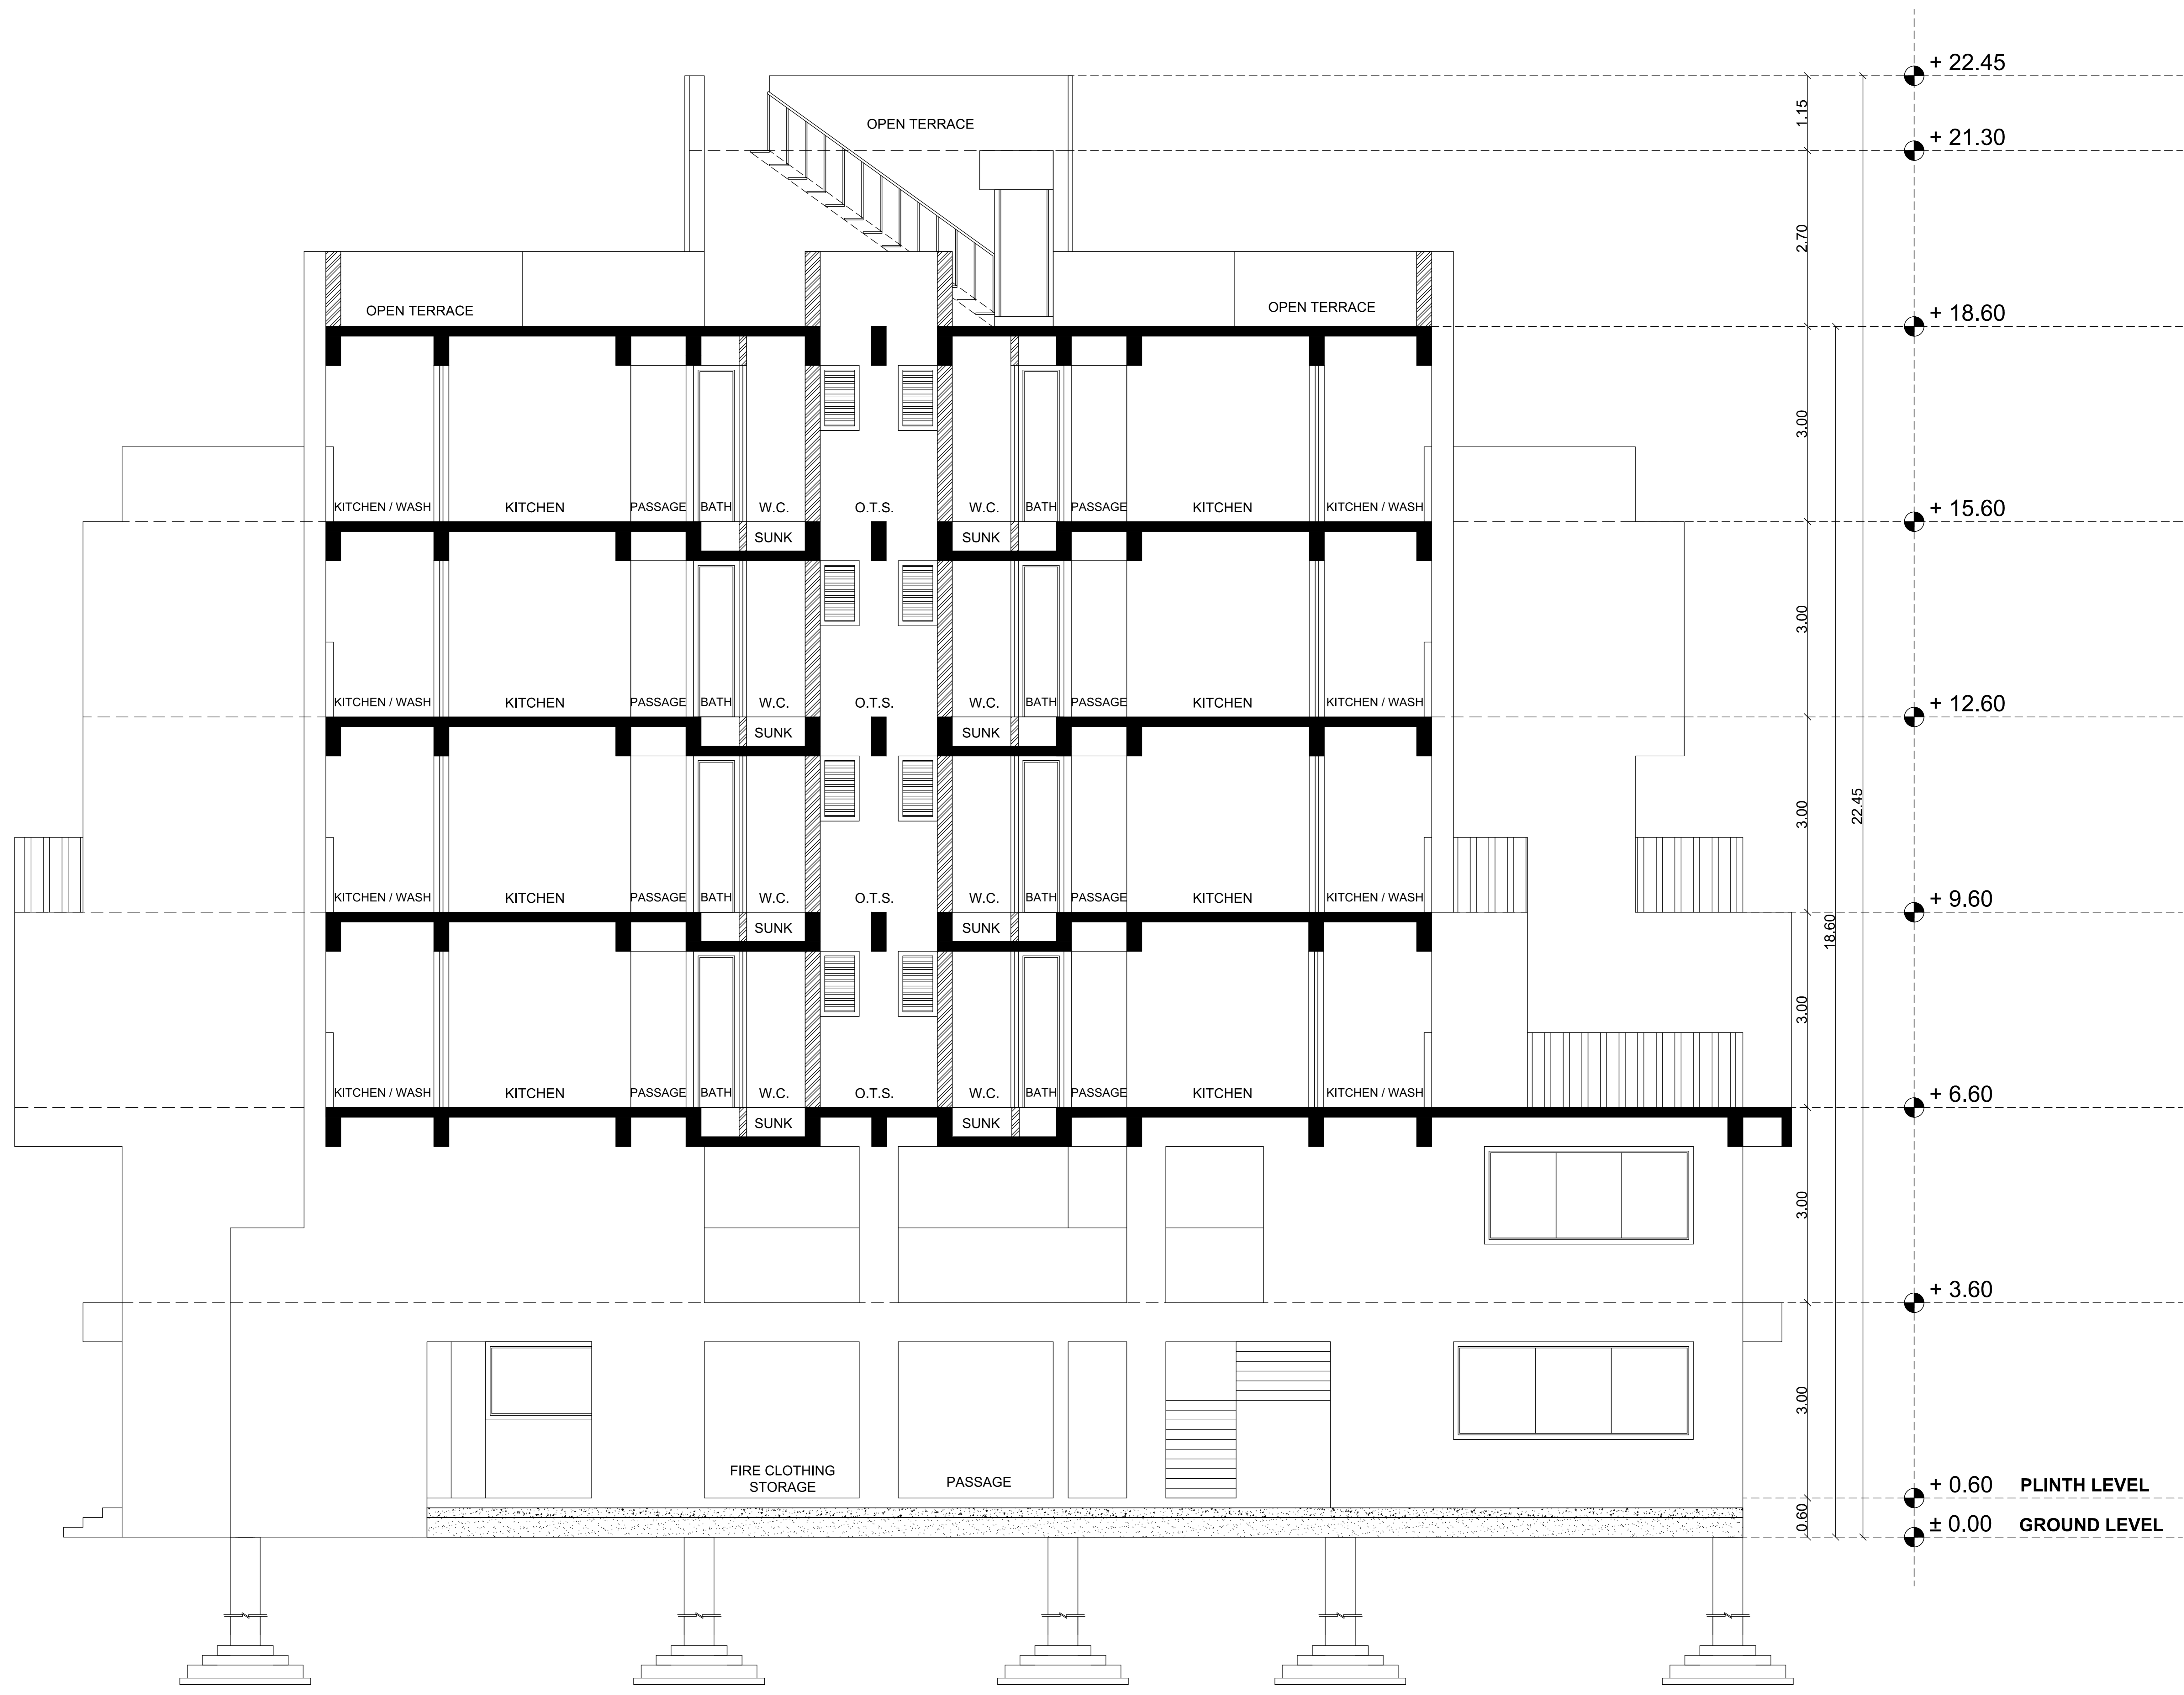 + 22.45
1.15
OPEN TERRACE
+ 21.30
2.70
OPEN TERRACE
OPEN TERRACE
+ 18.60
3.00
KITCHEN / WASH KITCHEN PASSAGE BATH W.C. O.T.S. W.C. BATH PASSAGE KITCHEN KITCHEN / WASH
+ 15.60
SUNK SUNK
3.00
KITCHEN / WASH KITCHEN PASSAGE BATH W.C. O.T.S. W.C. BATH PASSAGE KITCHEN KITCHEN / WASH
+ 12.60
SUNK SUNK
3.00
22.45
KITCHEN / WASH KITCHEN PASSAGE BATH W.C. O.T.S. W.C. BATH PASSAGE KITCHEN KITCHEN / WASH
+ 9.60
SUNK SUNK
18.60
3.00
KITCHEN / WASH KITCHEN PASSAGE BATH W.C. O.T.S. W.C. BATH PASSAGE KITCHEN KITCHEN / WASH
+ 6.60
SUNK SUNK
3.00
+ 3.60
3.00
FIRE CLOTHING
STORAGE
PASSAGE
+ 0.60 PLINTH LEVEL
0.60
± 0.00 GROUND LEVEL